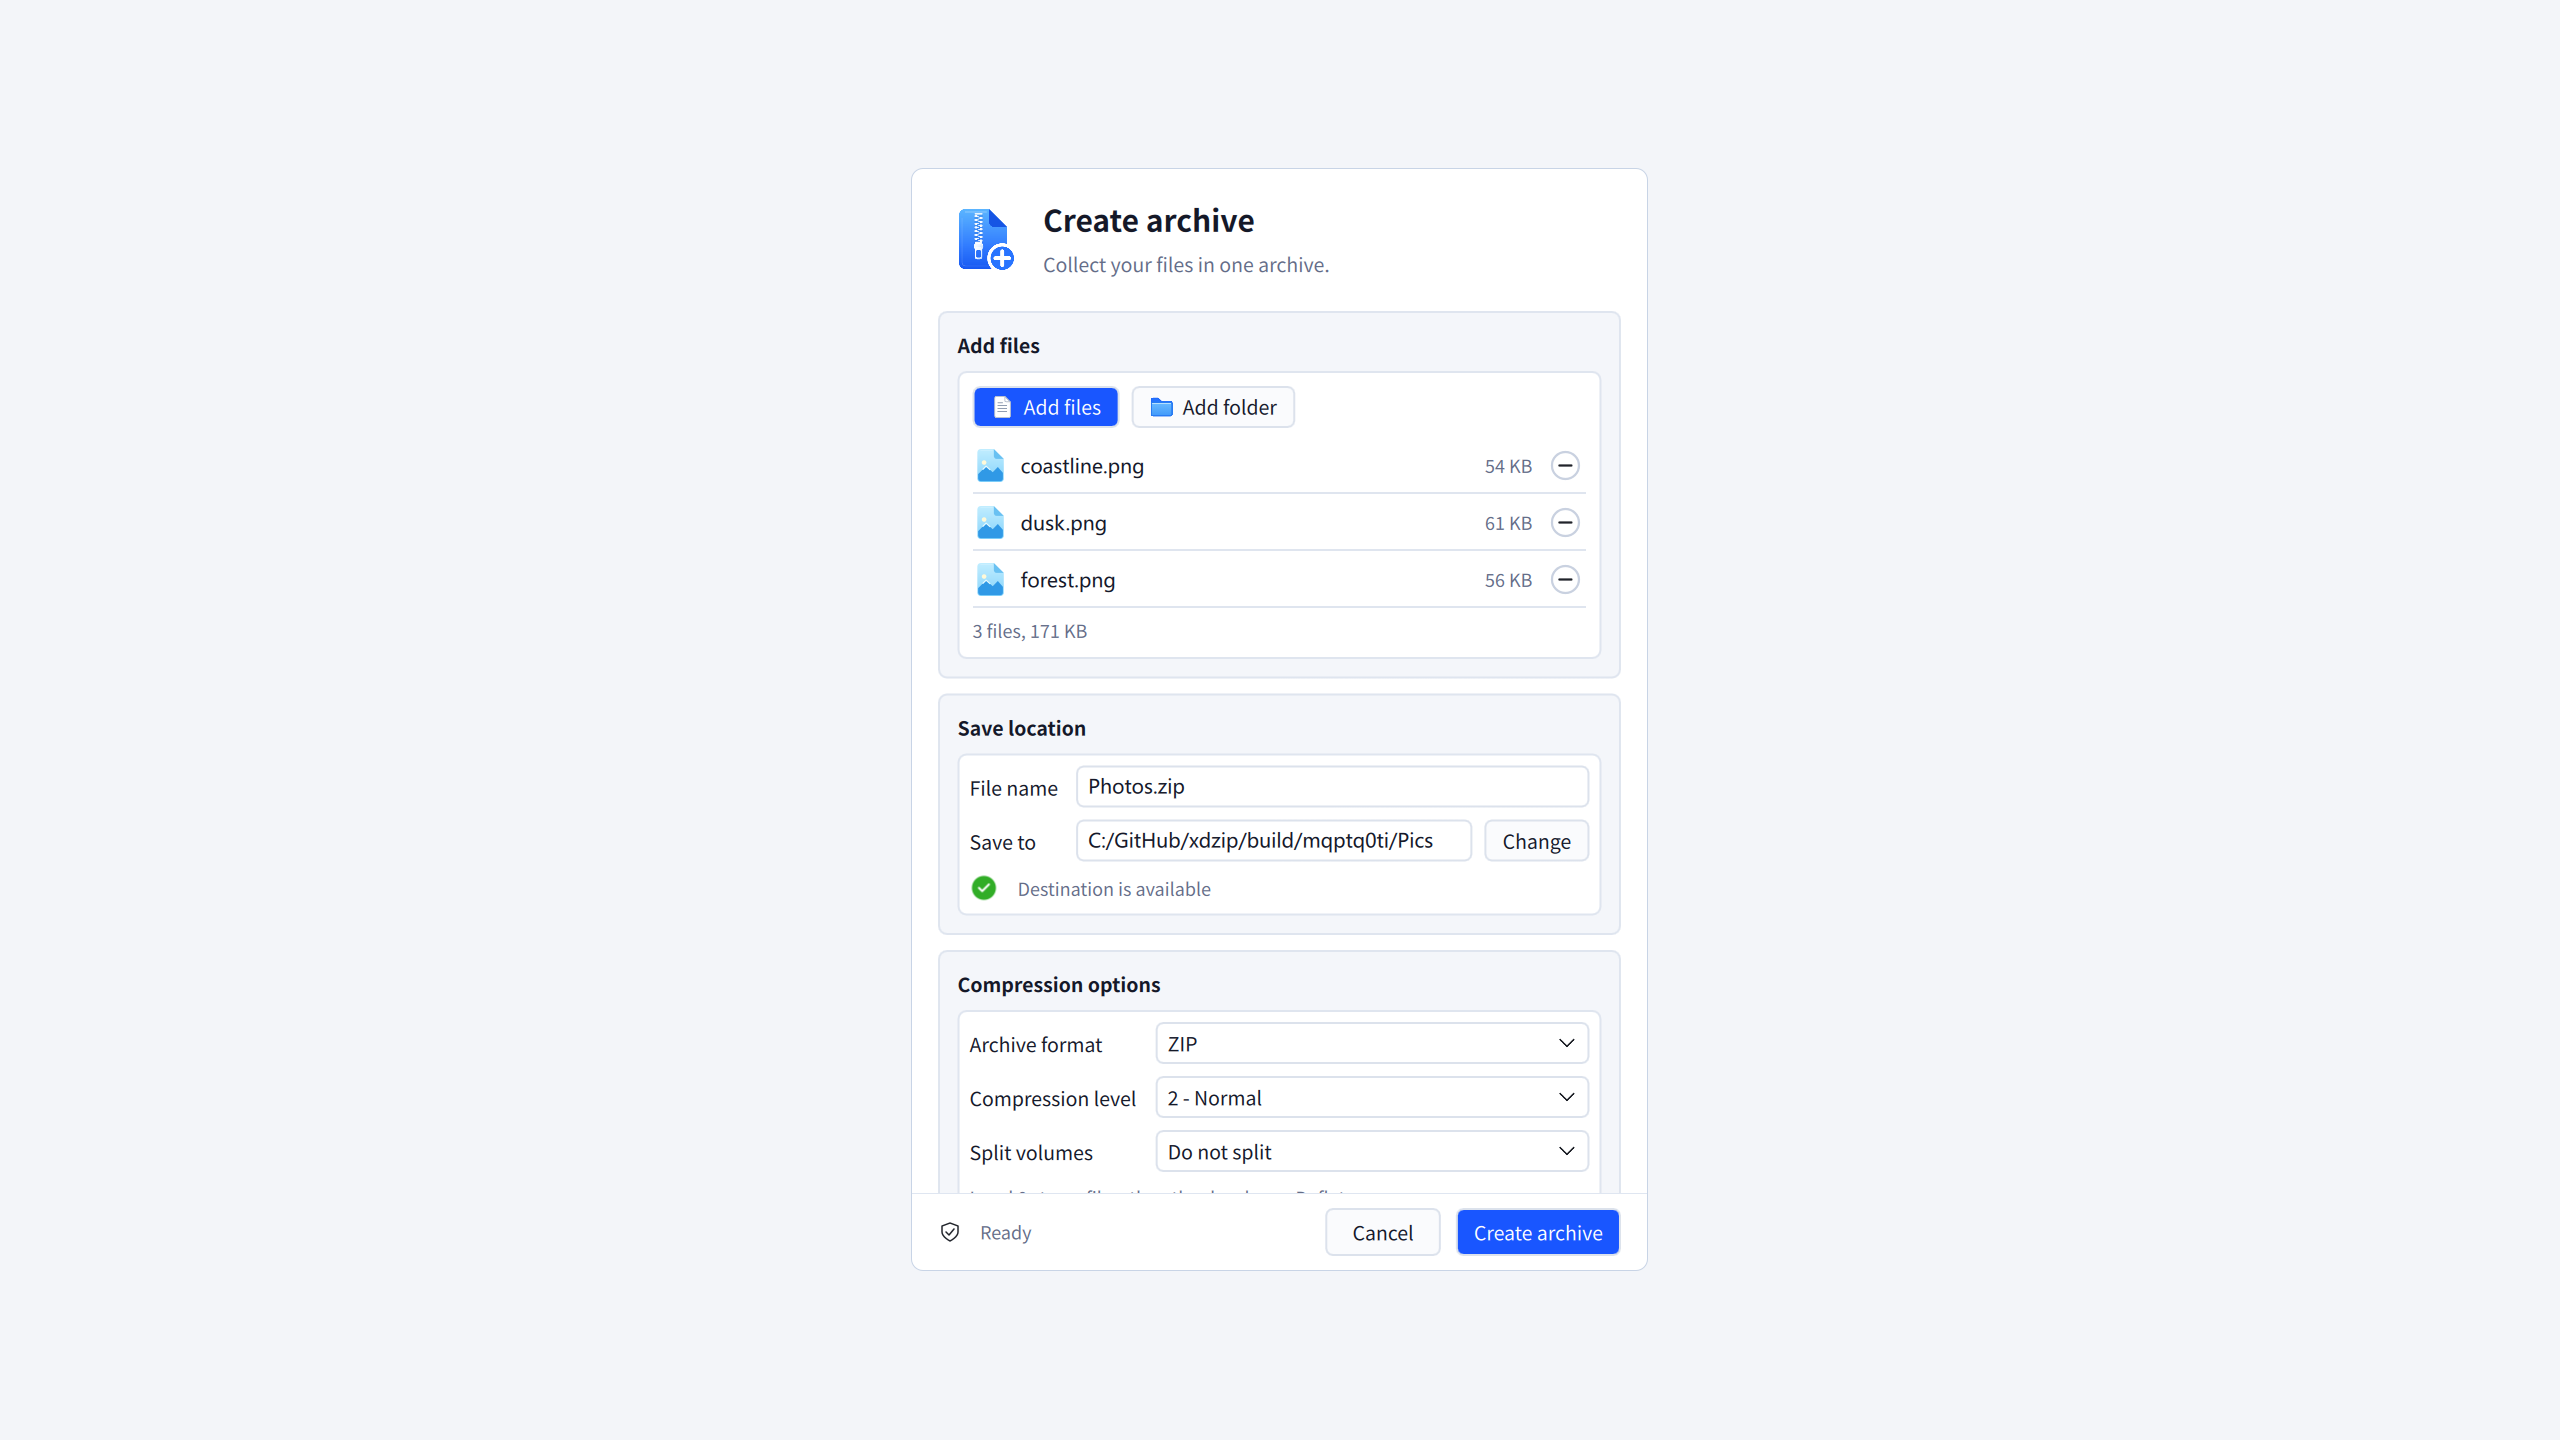 Create archive
Collect your files in one archive.
Add files
Add files
Add folder
coastline.png
54 KB
dusk.png
61 KB
forest.png
56 KB
3 files, 171 KB
Save location
File name
Photos.zip
Save to
C:/GitHub/xdzip/build/mqptq0ti/Pics
Change
Destination is available
Compression options
Archive format
ZIP
Compression level
2 - Normal
Split volumes
Do not split
Ready
Cancel
Create archive